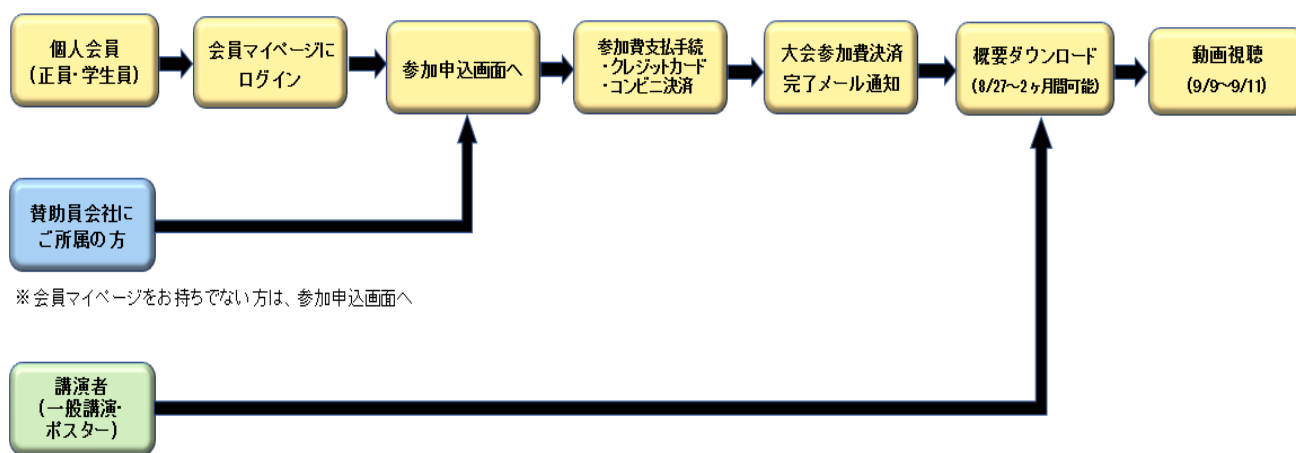 個人会員
(正員・学生員)
会員マイページに
ログイン
参加申込画面へ
参加費支払手続
・クレジットカード
・コンビニ決済
大会参加費決済
完了メール通知
概要ダウンロード
(8/27~2ヶ月間可能)
動画視聴
(9/9~9/11)
賛助員会社に
ご所属の方
※会員マイページをお持ちでない方は、参加申込画面へ
講演者
(一般講演・
ポスター)